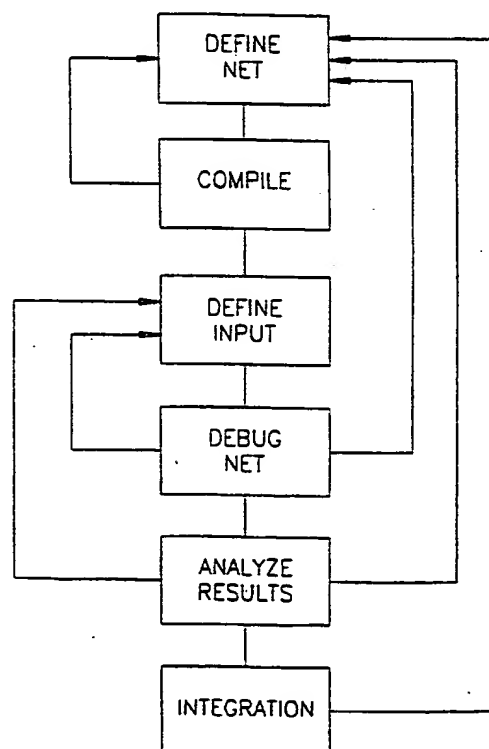 DEFINE
NET
COMPILE
DEFINE
INPUT
DEBUG
NET
ANALYZE
RESULTS
INTEGRATION